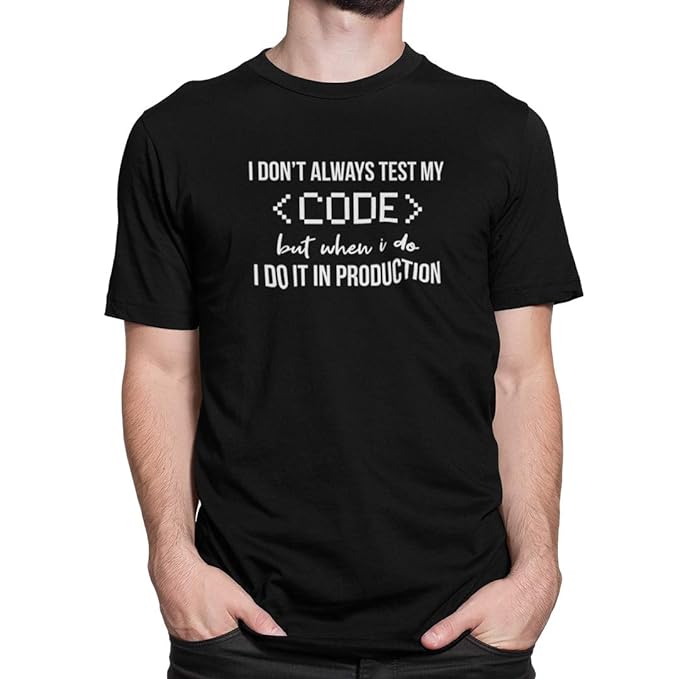 I DON'T ALWAYS TEST MY
<CODE>
but when i do
I DO IT IN PRODUCTION